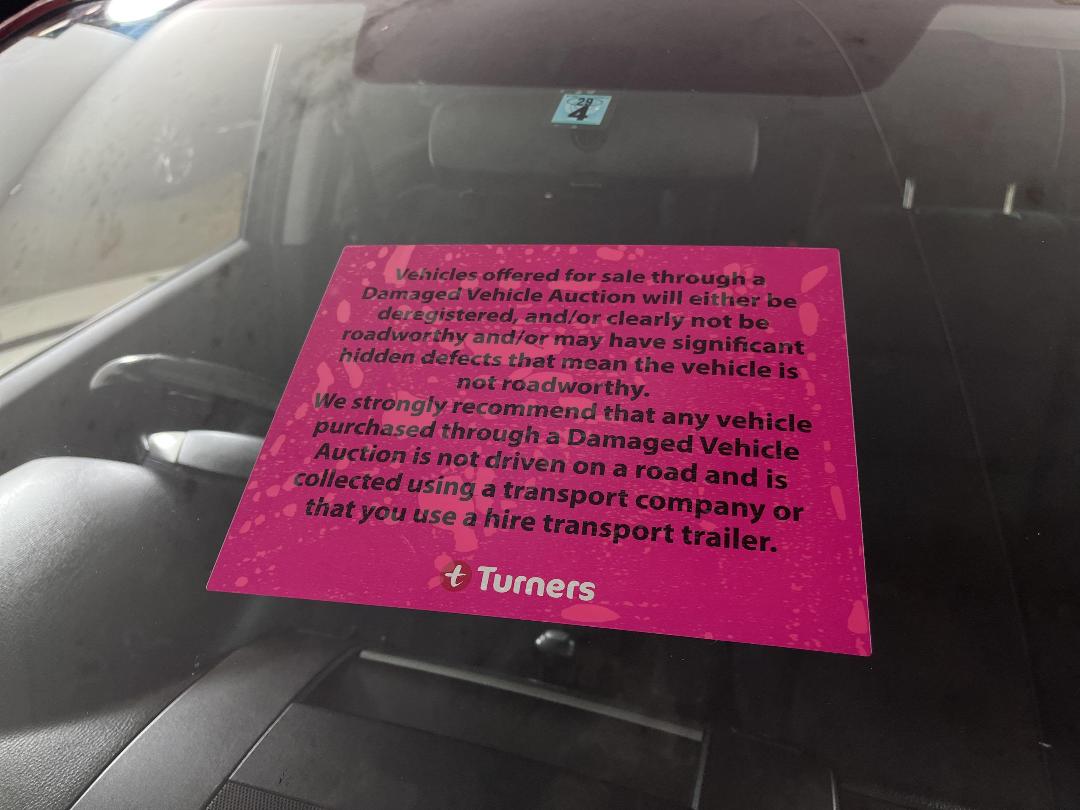 29
4
Vehicles offered for sale through a
Damaged Vehicle Auction will either be
deregistered, and/or clearly not be
roadworthy and/or may have significant
hidden defects that mean the vehicle is
not roadworthy.
We strongly recommend that any vehicle
purchased through a Damaged Vehicle
Auction is not driven on a road and is
collected using a transport company or
that you use a hire transport trailer.
t Turners